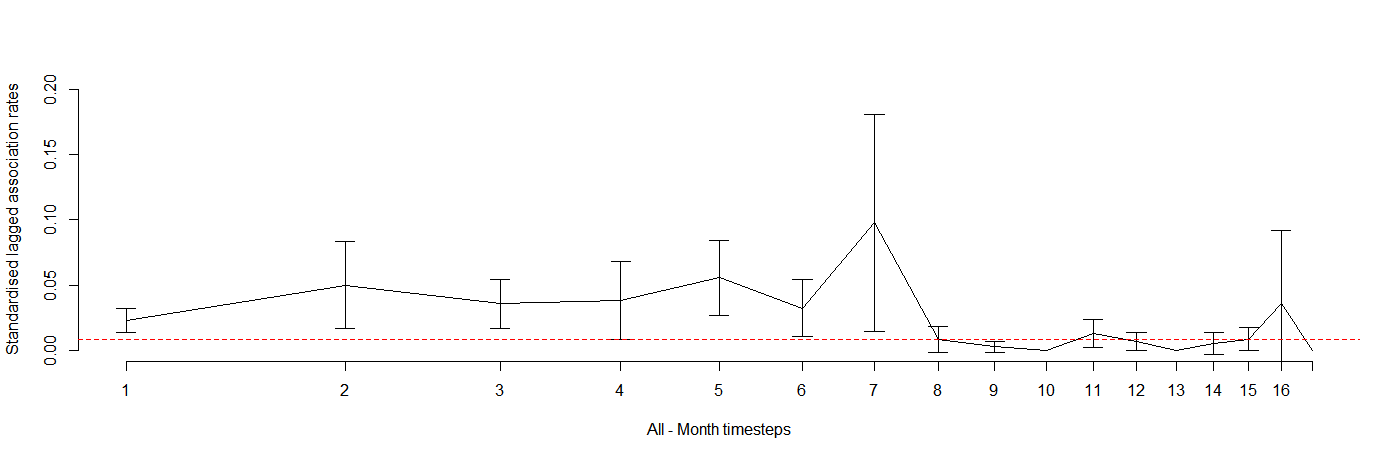 Standardised lagged association rates
0.20
0.15
0.10
0.05
0.00
1 2 3 4 5 6 7 8 9 10 11 12 13 14 15 16
All - Month timesteps